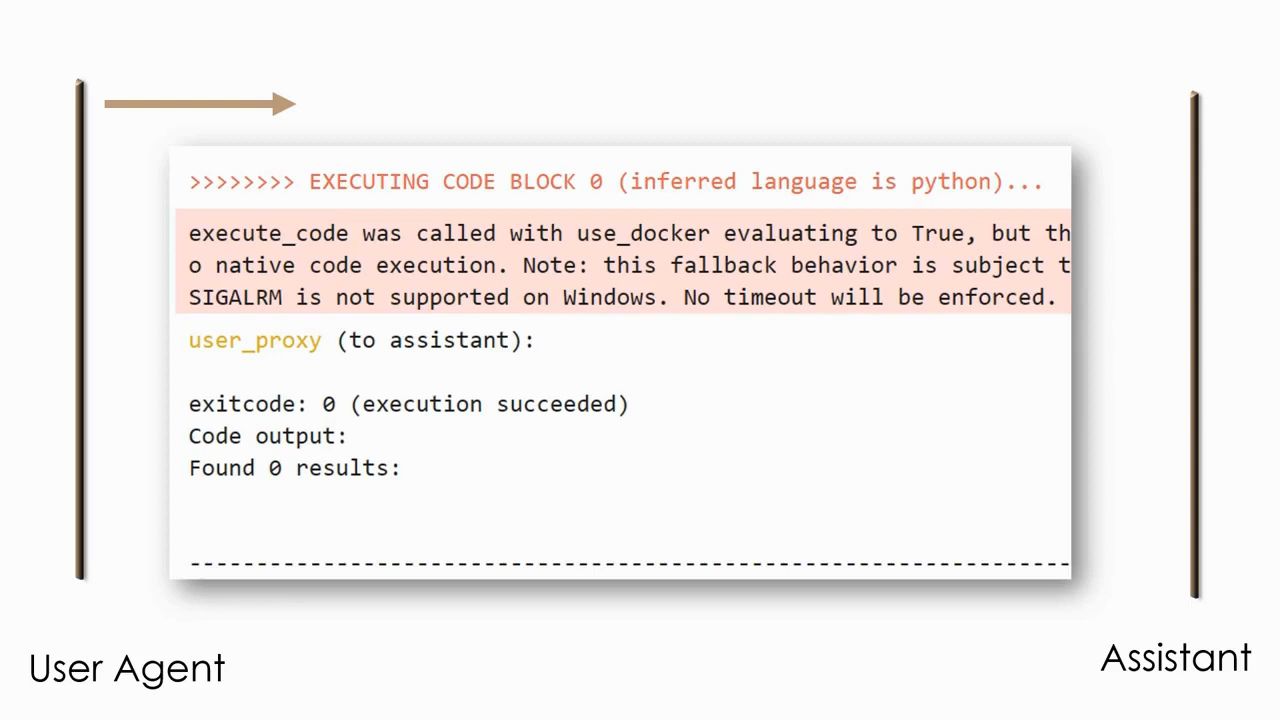 >>>>>>>> EXECUTING CODE BLOCK 0 (inferred language is python)...
execute_code was called with use_docker evaluating to True, but th
o native code execution. Note: this fallback behavior is subject t
SIGALRM is not supported on Windows. No timeout will be enforced.
user_proxy (to assistant):
exitcode: 0 (execution succeeded)
Code output:
Found 0 results:
--------------------------------------------------------------------
User Agent
Assistant